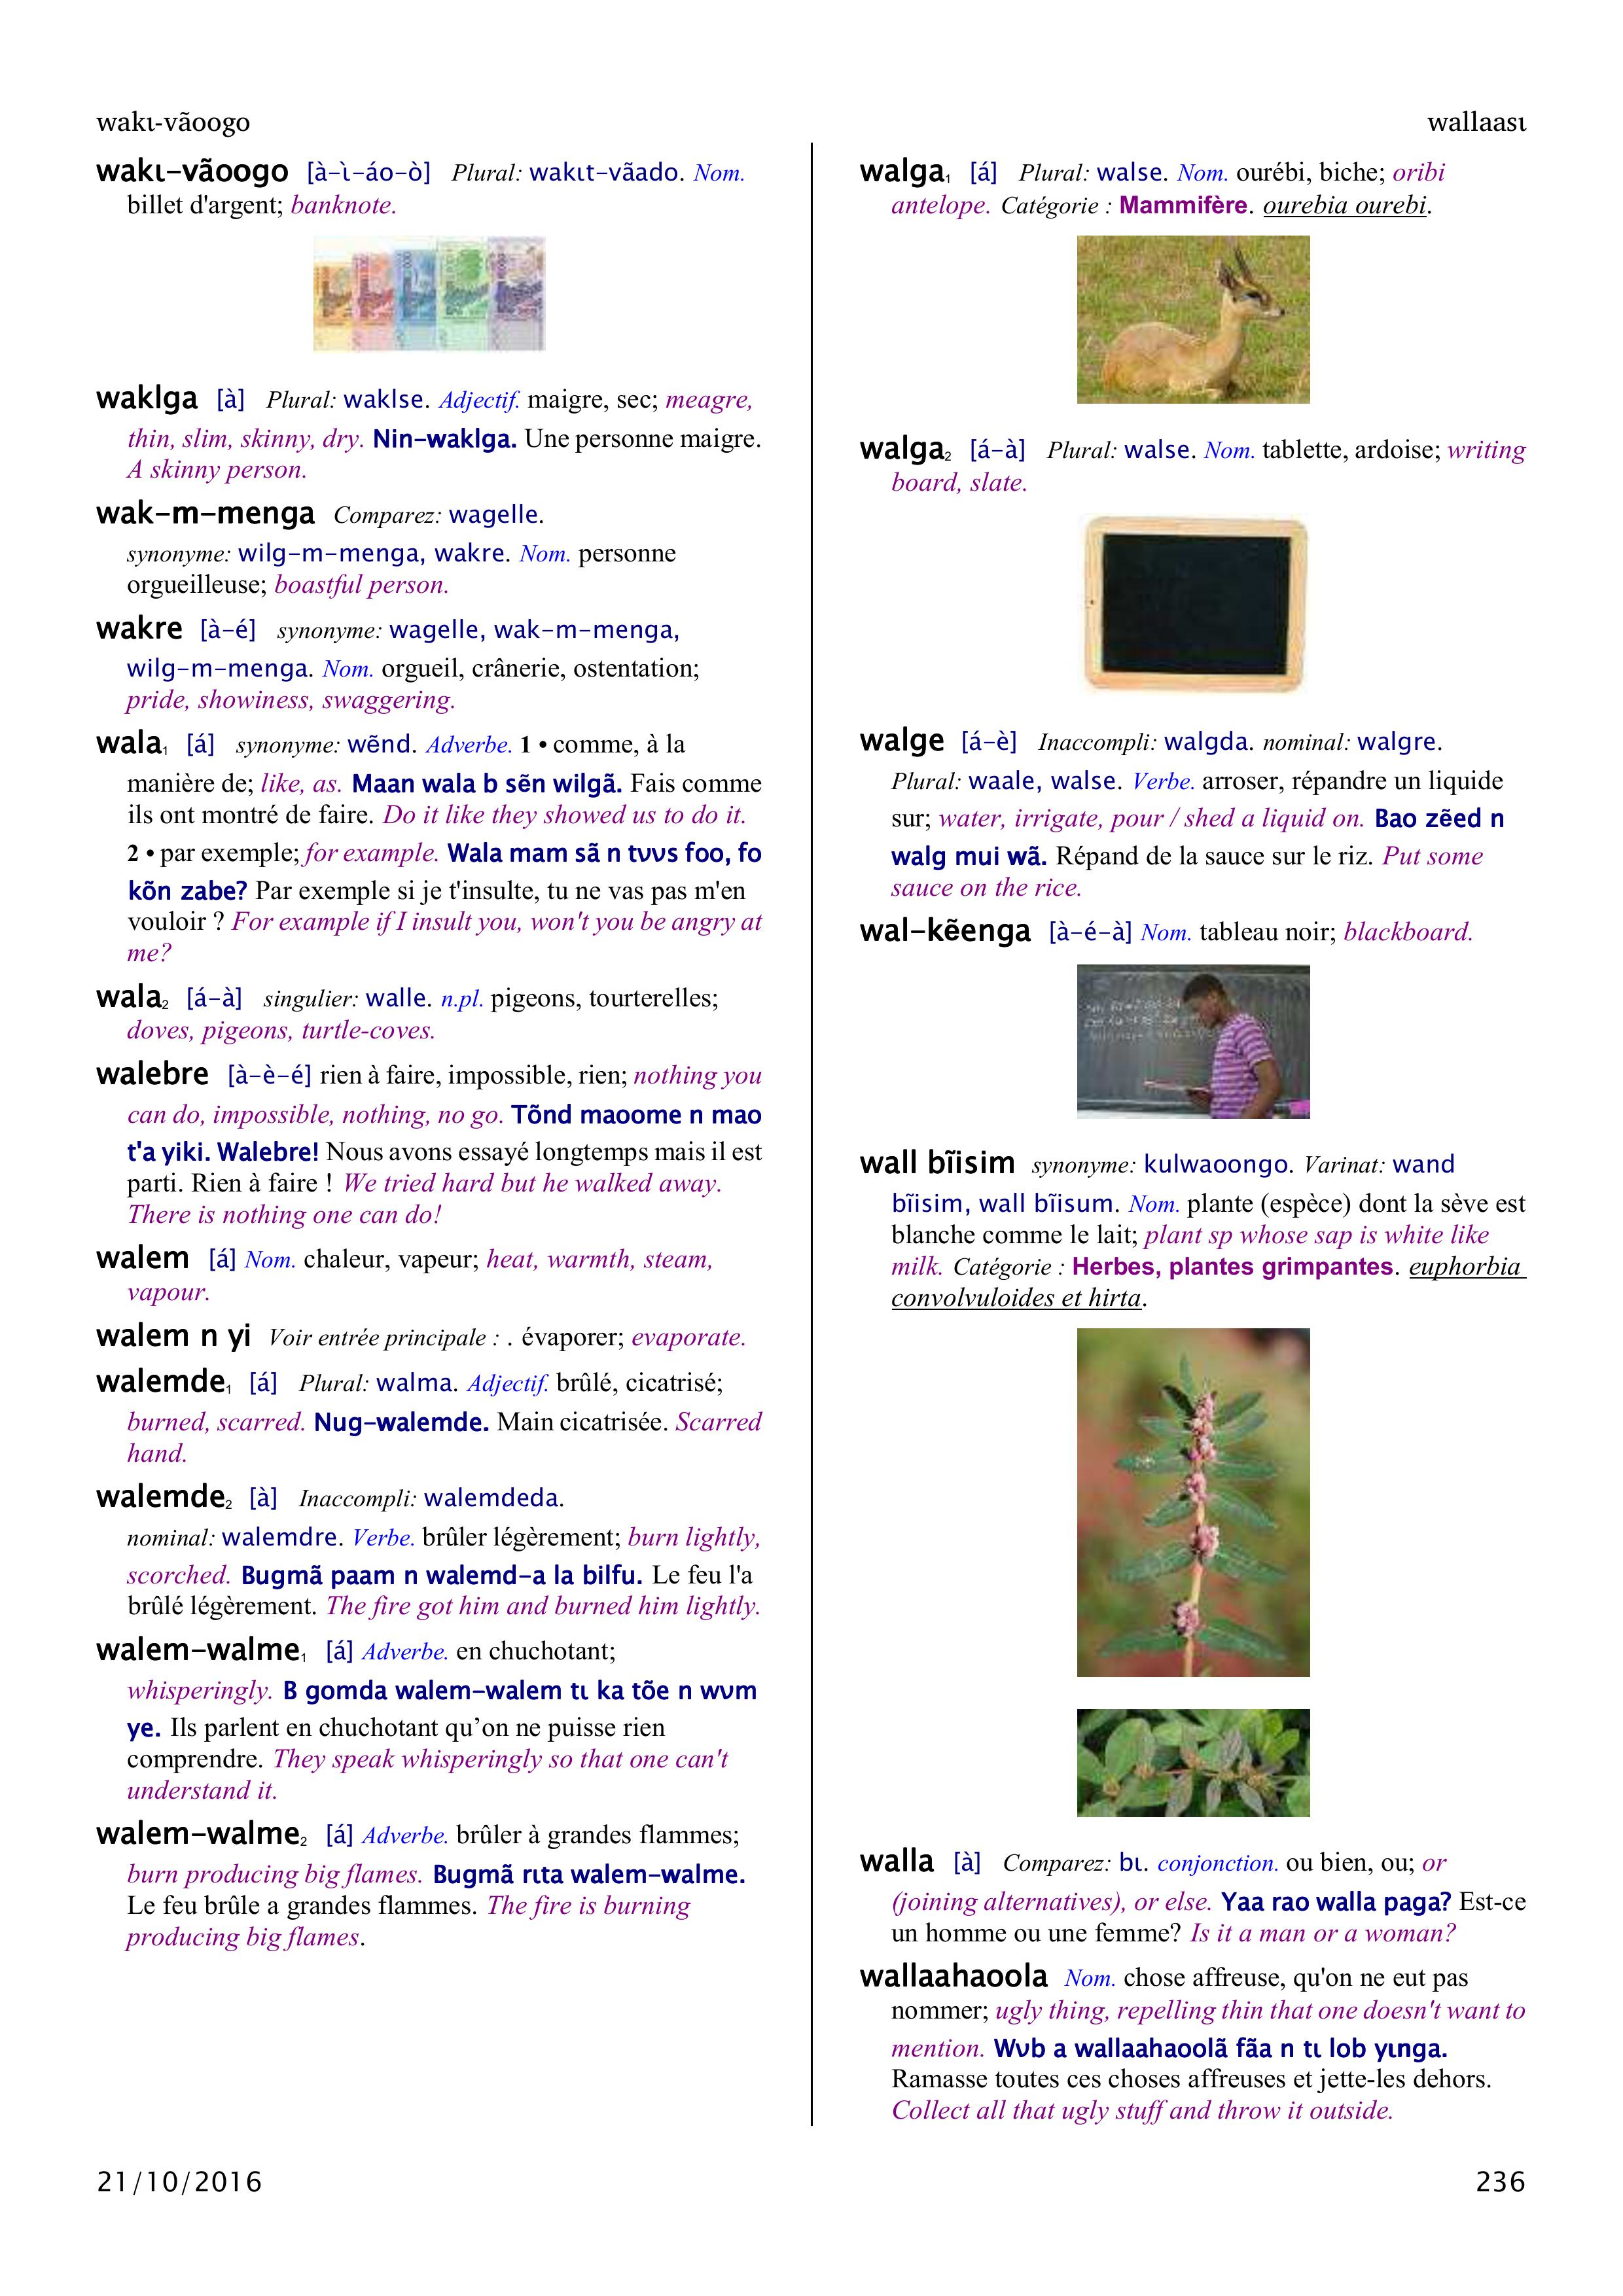 wakɩ-vãoogo
wallaasɩ
wakɩ-vãoogo [à-ɩ̀-áo-ò] Plural: wakɩt-vãado. Nom.
billet d'argent; banknote.
waklga [à] Plural: waklse. Adjectif. maigre, sec; meagre,
thin, slim, skinny, dry. Nin-waklga. Une personne maigre.
A skinny person.
wak-m-menga Comparez: wagelle.
synonyme: wilg-m-menga, wakre. Nom. personne
orgueilleuse; boastful person.
wakre [à-é] synonyme: wagelle, wak-m-menga,
wilg-m-menga. Nom. orgueil, crânerie, ostentation;
pride, showiness, swaggering.
wala₁ [á] synonyme: wẽnd. Adverbe. 1 • comme, à la
manière de; like, as. Maan wala b sẽn wilgã. Fais comme
ils ont montré de faire. Do it like they showed us to do it.
2 • par exemple; for example. Wala mam sã n tʋʋs foo, fo
kõn zabe? Par exemple si je t'insulte, tu ne vas pas m'en
vouloir ? For example if I insult you, won't you be angry at
me?
wala₂ [á-à] singulier: walle. n.pl. pigeons, tourterelles;
doves, pigeons, turtle-coves.
walebre [à-è-é] rien à faire, impossible, rien; nothing you
can do, impossible, nothing, no go. Tõnd maoome n mao
t'a yiki. Walebre! Nous avons essayé longtemps mais il est
parti. Rien à faire ! We tried hard but he walked away.
There is nothing one can do!
walem [á] Nom. chaleur, vapeur; heat, warmth, steam,
vapour.
walem n yi Voir entrée principale : . évaporer; evaporate.
walemde₁ [á] Plural: walma. Adjectif. brûlé, cicatrisé;
burned, scarred. Nug-walemde. Main cicatrisée. Scarred
hand.
walemde₂ [à] Inaccompli: walemdeda.
nominal: walemdre. Verbe. brûler légèrement; burn lightly,
scorched. Bugmã paam n walemd-a la bilfu. Le feu l'a
brûlé légèrement. The fire got him and burned him lightly.
walem-walme₁ [á] Adverbe. en chuchotant;
whisperingly. B gomda walem-walem tɩ ka tõe n wʋm
ye. Ils parlent en chuchotant qu’on ne puisse rien
comprendre. They speak whisperingly so that one can't
understand it.
walem-walme₂ [á] Adverbe. brûler à grandes flammes;
burn producing big flames. Bugmã rɩta walem-walme.
Le feu brûle a grandes flammes. The fire is burning
producing big flames.
walga₁ [á] Plural: walse. Nom. ourébi, biche; oribi
antelope. Catégorie : Mammifère. ourebia ourebi.
walga₂ [á-à] Plural: walse. Nom. tablette, ardoise; writing
board, slate.
walge [á-è] Inaccompli: walgda. nominal: walgre.
Plural: waale, walse. Verbe. arroser, répandre un liquide
sur; water, irrigate, pour / shed a liquid on. Bao zẽed n
walg mui wã. Répand de la sauce sur le riz. Put some
sauce on the rice.
wal-kẽenga [à-é-à] Nom. tableau noir; blackboard.
wall bĩisim synonyme: kulwaoongo. Varinat: wand
bĩisim, wall bĩisum. Nom. plante (espèce) dont la sève est
blanche comme le lait; plant sp whose sap is white like
milk. Catégorie : Herbes, plantes grimpantes. euphorbia
convolvuloides et hirta.
walla [à] Comparez: bɩ. conjonction. ou bien, ou; or
(joining alternatives), or else. Yaa rao walla paga? Est-ce
un homme ou une femme? Is it a man or a woman?
wallaahaoola Nom. chose affreuse, qu'on ne eut pas
nommer; ugly thing, repelling thin that one doesn't want to
mention. Wʋb a wallaahaoolã fãa n tɩ lob yɩnga.
Ramasse toutes ces choses affreuses et jette-les dehors.
Collect all that ugly stuff and throw it outside.
21/10/2016
236